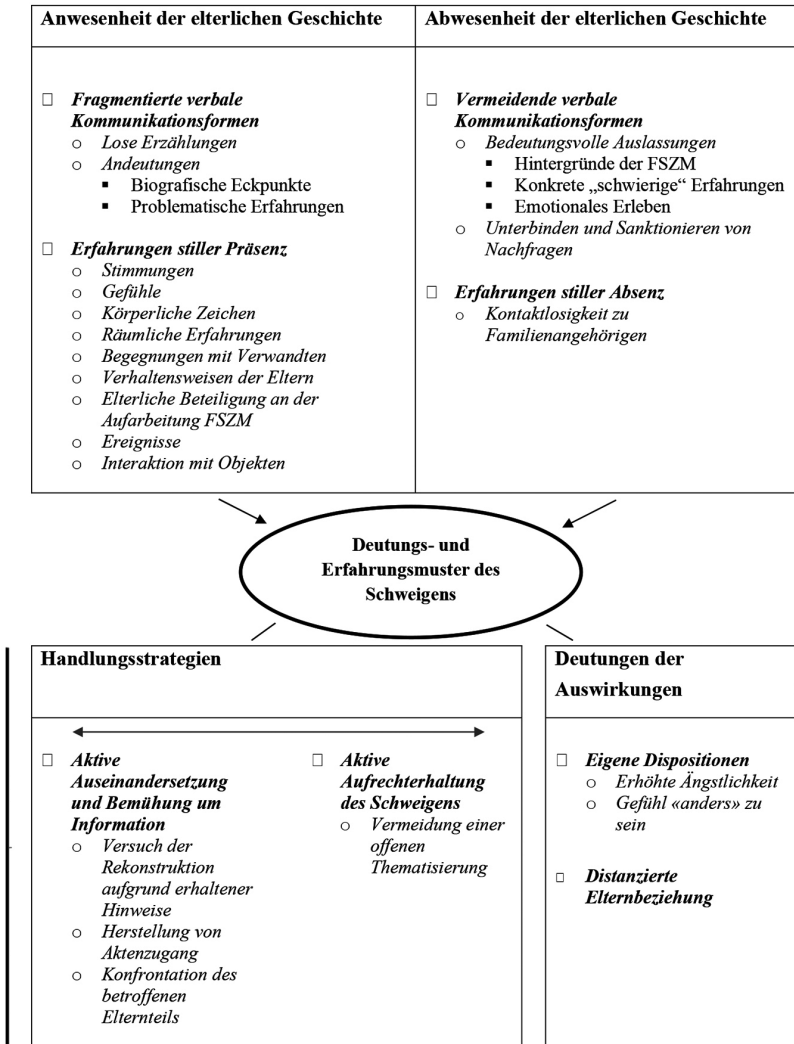 Anwesenheit der elterlichen Geschichte
Fragmentierte verbale
Kommunikationsformen
Lose Erzählungen
Andeutungen
Biografische Eckpunkte
Problematische Erfahrungen
Erfahrungen stiller Präsenz
Stimmungen
Gefühle
Körperliche Zeichen
Räumliche Erfahrungen
Begegnungen mit Verwandten
Verhaltensweisen der Eltern
Elterliche Beteiligung an der
Aufarbeitung FSZM
Ereignisse
Interaktion mit Objekten
Abwesenheit der elterlichen Geschichte
Vermeidende verbale
Kommunikationsformen
Bedeutungsvolle Auslassungen
Hintergründe der FSZM
Konkrete „schwierige“ Erfahrungen
Emotionales Erleben
Unterbinden und Sanktionieren von
Nachfragen
Erfahrungen stiller Absenz
Kontaktlosigkeit zu
Familienangehörigen
Deutungs- und
Erfahrungsmuster des
Schweigens
Handlungsstrategien
Aktive
Auseinandersetzung
und Bemühung um
Information
Versuch der
Rekonstruktion
aufgrund erhaltener
Hinweise
Herstellung von
Aktenzugang
Konfrontation des
betroffenen
Elternteils
Aktive
Aufrechterhaltung
des Schweigens
Vermeidung einer
offenen
Thematisierung
Deutungen der
Auswirkungen
Eigene Dispositionen
Erhöhte Ängstlichkeit
Gefühl «anders» zu
sein
Distanzierte
Elternbeziehung